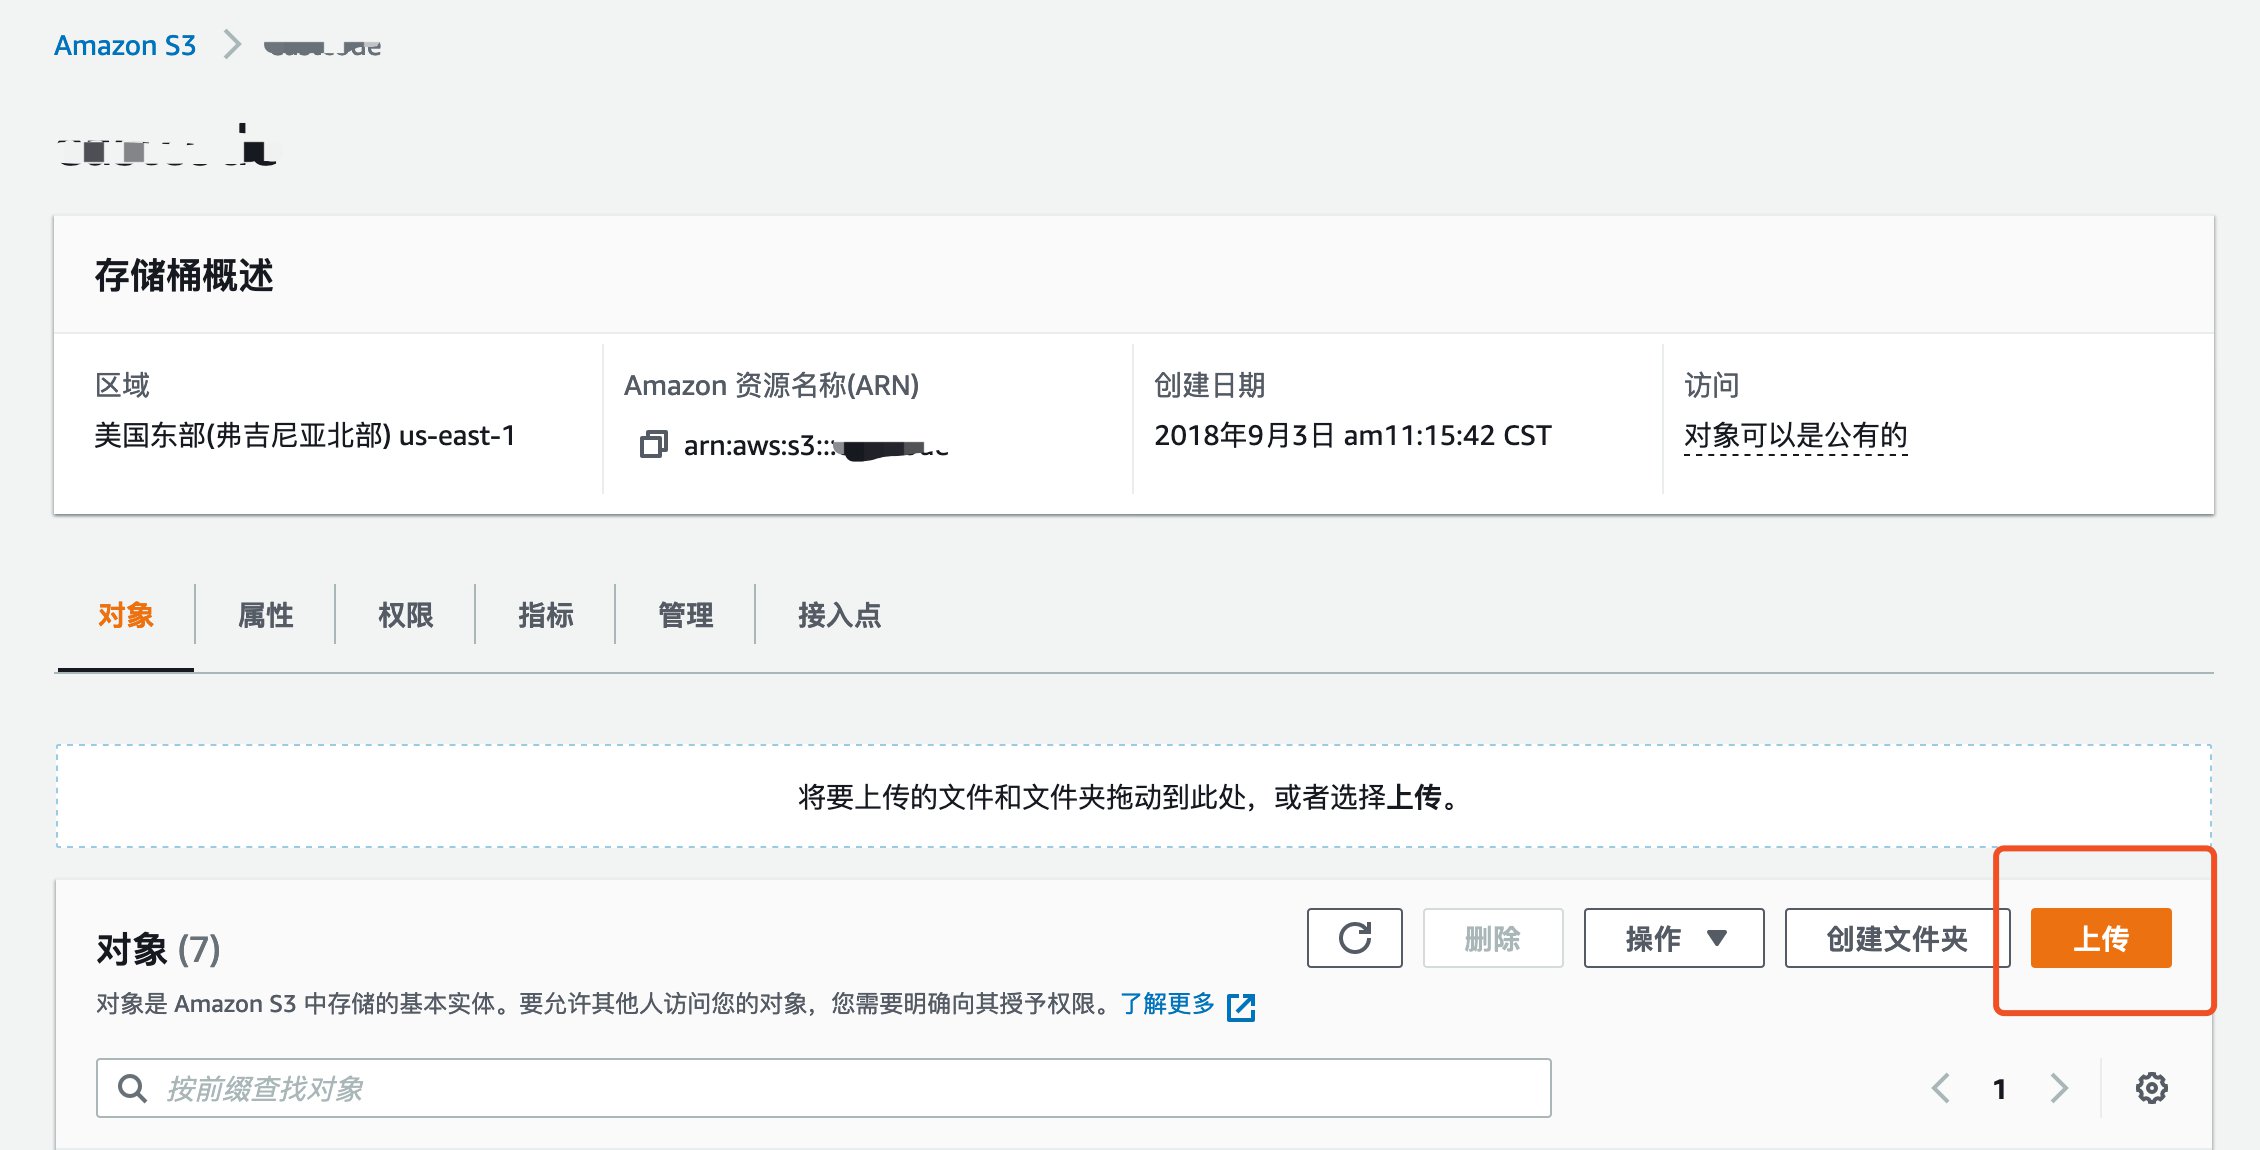 Amazon S3
存储桶概述
区域
美国东部(弗吉尼亚北部) us-east-1
Amazon 资源名称(ARN)
arn:aws:s3:::
创建日期
2018年9月3日 am11:15:42 CST
访问
对象可以是公有的
对象
属性
权限
指标
管理
接入点
将要上传的文件和文件夹拖动到此处，或者选择上传。
对象 (7)
删除
操作
创建文件夹
上传
对象是 Amazon S3 中存储的基本实体。要允许其他人访问您的对象，您需要明确向其授予权限。了解更多
按前缀查找对象
1